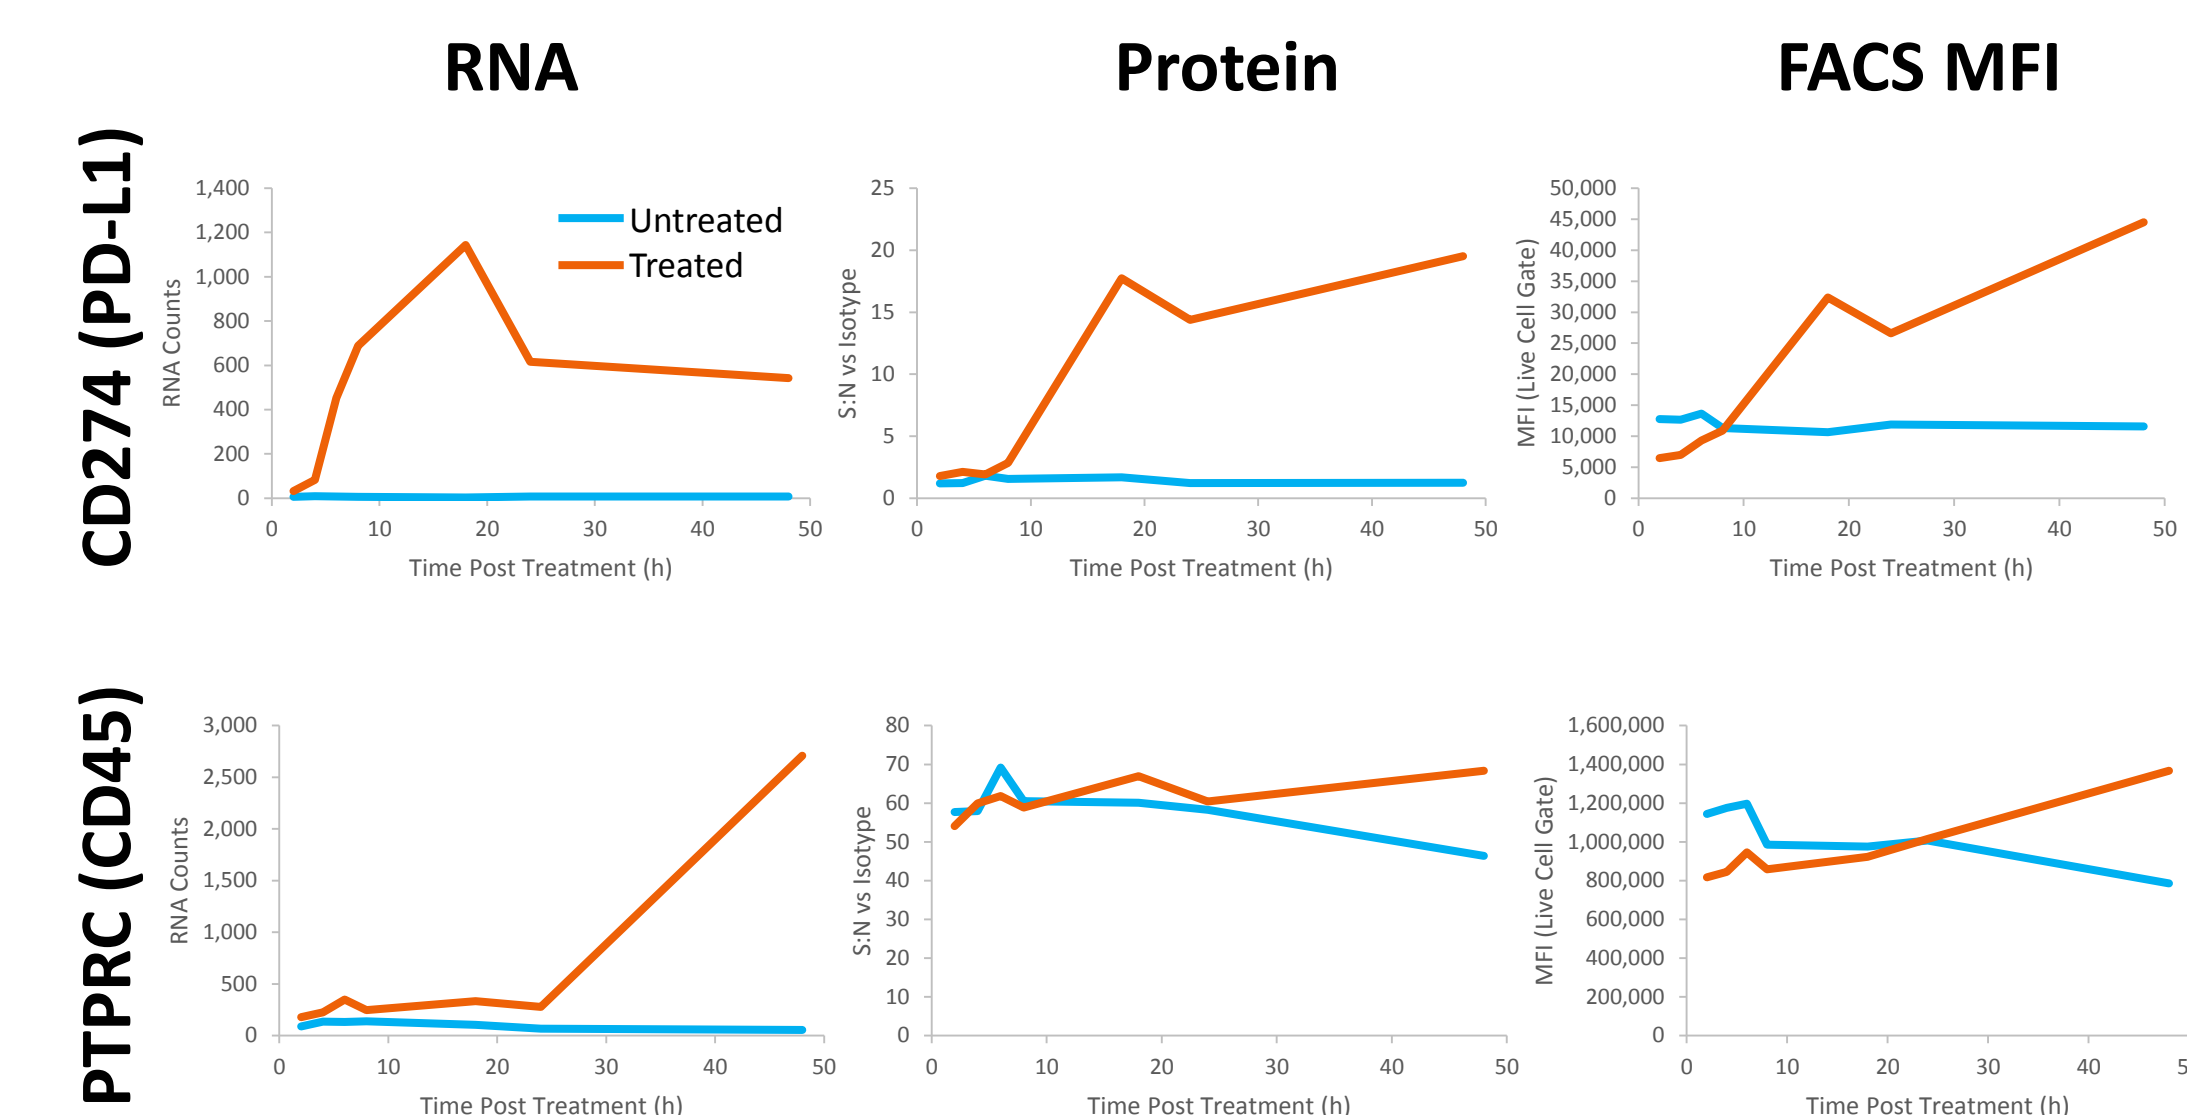 RNA
Protein
FACS MFI
CD274 (PD-L1)
1,400
1,200
1,000
800
600
400
200
0
RNA Counts
0 10 20 30 40 50
Time Post Treatment (h)
Untreated
Treated
25
20
15
10
5
0
S:N vs Isotype
0 10 20 30 40 50
Time Post Treatment (h)
50,000
45,000
40,000
35,000
30,000
25,000
20,000
15,000
10,000
5,000
0
MFI (Live Cell Gate)
0 10 20 30 40 50
Time Post Treatment (h)
PTPRC (CD45)
3,000
2,500
2,000
1,500
1,000
500
0
RNA Counts
0 10 20 30 40 50
Time Post Treatment (h)
80
70
60
50
40
30
20
10
0
S:N vs Isotype
0 10 20 30 40 50
Time Post Treatment (h)
1,600,000
1,400,000
1,200,000
1,000,000
800,000
600,000
400,000
200,000
0
MFI (Live Cell Gate)
0 10 20 30 40
Time Post Treatment (h)